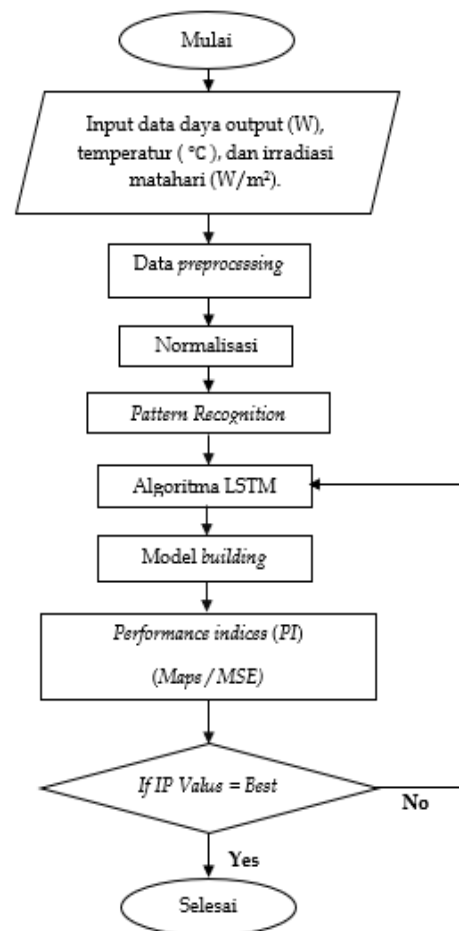 Mulai
Input data daya output (W),
temperatur ( °C ), dan irradiasi
matahari (W/m²).
Data preprocessing
Normalisasi
Pattern Recognition
Algoritma LSTM
Model building
Performance indices (PI)
(Maps / MSE)
If IP Valus = Best
No
Yes
Selesai